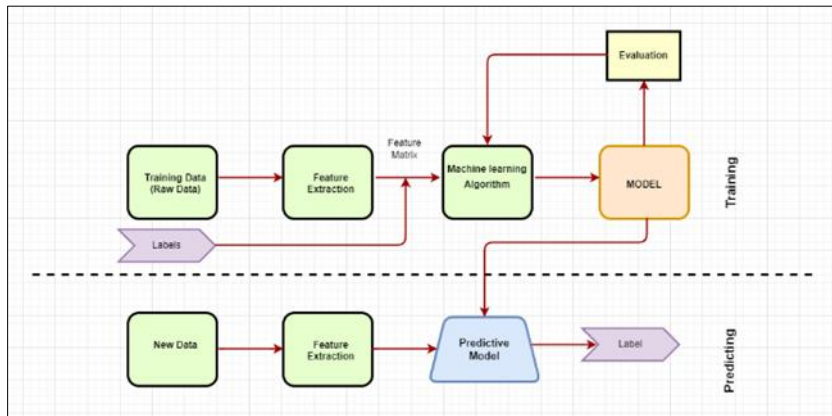 Evaluation
Feature
Matrix
Training Data
(Raw Data)
Feature
Extraction
Machine learning
Algorithm
MODEL
Training
Labels
New Data
Feature
Extraction
Predictive
Model
Label
Predicting